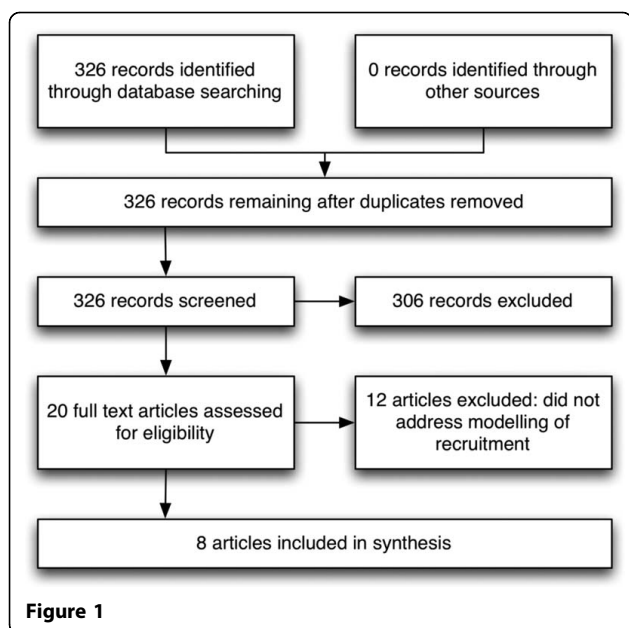 326 records identified
through database searching
0 records identified through
other sources
326 records remaining after duplicates removed
326 records screened
306 records excluded
20 full text articles assessed
for eligibility
12 articles excluded: did not
address modelling of
recruitment
8 articles included in synthesis
Figure 1